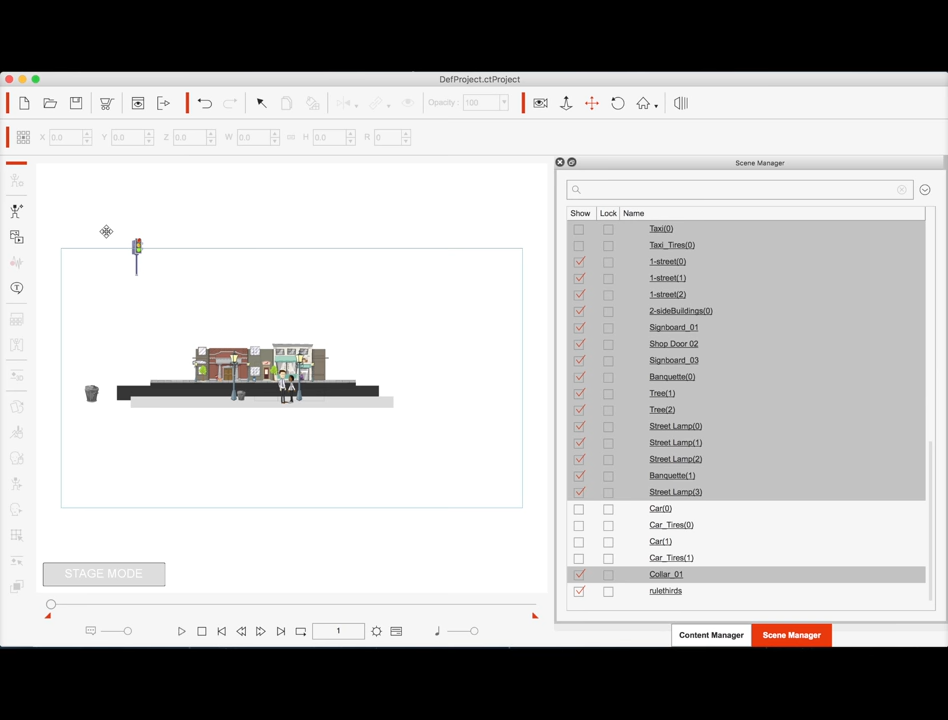 DefProject.ctProject
Opacity : 100
X 0.0 Y 0.0 Z 0.0 W 0.0 H 0.0 R 0
Scene Manager
Show Lock Name
Taxi(0)
Taxi_Tires(0)
1-street(0)
1-street(1)
1-street(2)
2-sideBuildings(0)
Signboard_01
Shop Door 02
Signboard_03
Banquette(0)
Tree(1)
Tree(2)
Street Lamp(0)
Street Lamp(1)
Street Lamp(2)
Banquette(1)
Street Lamp(3)
Car(0)
Car_Tires(0)
Car(1)
Car_Tires(1)
Collar_01
rulethirds
STAGE MODE
1
Content Manager Scene Manager